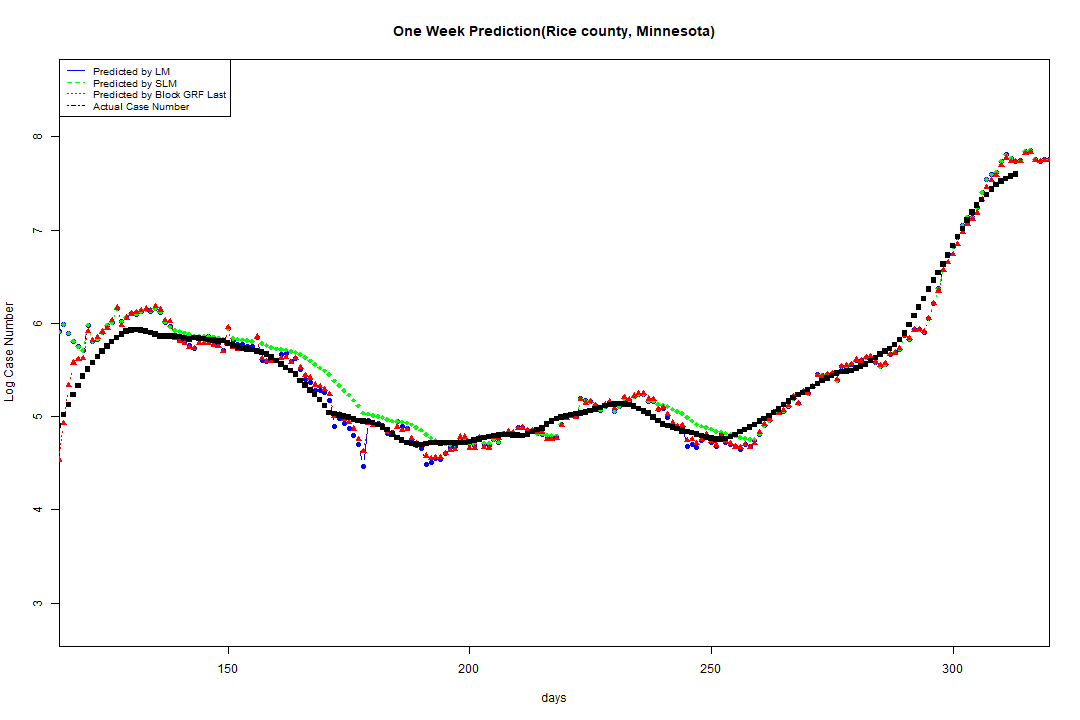 One Week Prediction(Rice county, Minnesota)
Predicted by LM
Predicted by SLM
Predicted by Block GRF Last
Actual Case Number
Log Case Number
8
7
6
5
4
3
150 200 250 300
days